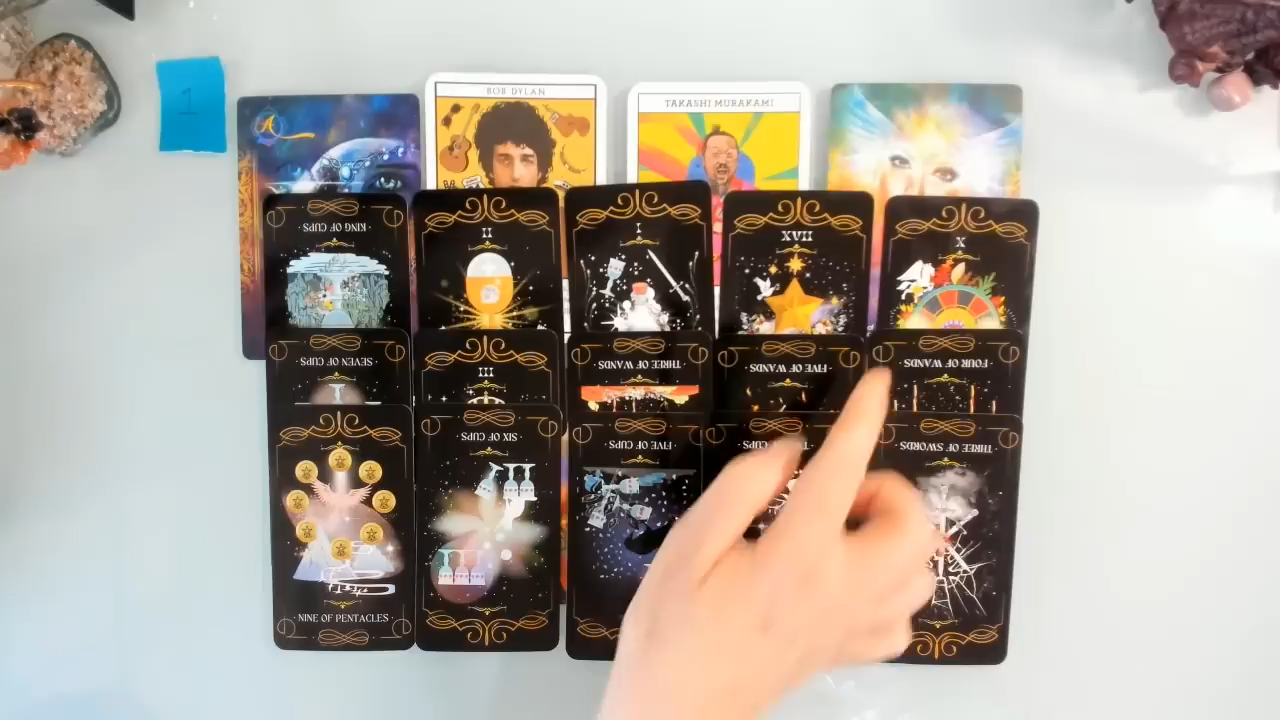 1
BOB DYLAN
TAKASHI MURAKAMI
· KING OF CUPS ·
II
I
XVII
X
· SEVEN OF CUPS ·
III
· THREE OF WANDS ·
· FIVE OF WANDS ·
· FOUR OF WANDS ·
· NINE OF PENTACLES ·
· SIX OF CUPS ·
· FIVE OF CUPS ·
CUPS ·
· THREE OF SWORDS ·